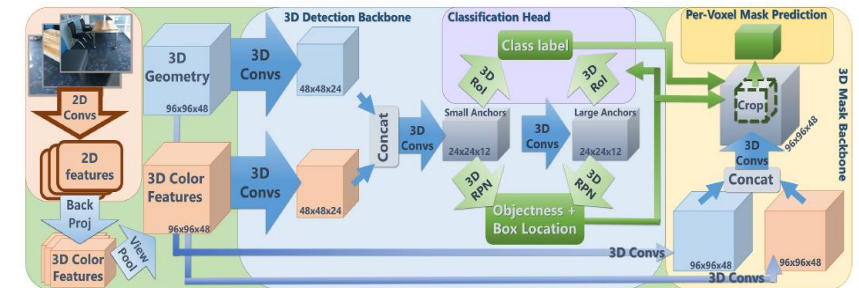 3D Detection Backbone
Classification Head
Per-Voxel Mask Prediction
2D
Convs
2D
features
Back
Proj
3D Color
Features
View
Pool
3D
Geometry
96x96x48
3D Color
Features
96x96x48
3D
Convs
3D
Convs
48x48x24
48x48x24
Concat
3D
Convs
Class label
3D
RoI
3D
RoI
Small Anchors
24x24x12
3D
Convs
Large Anchors
24x24x12
3D
RPN
3D
RPN
Objectness +
Box Location
3D Convs
3D Convs
Crop
96x96x48
3D
Convs
Concat
96x96x48
96x96x48
3D Mask Backbone